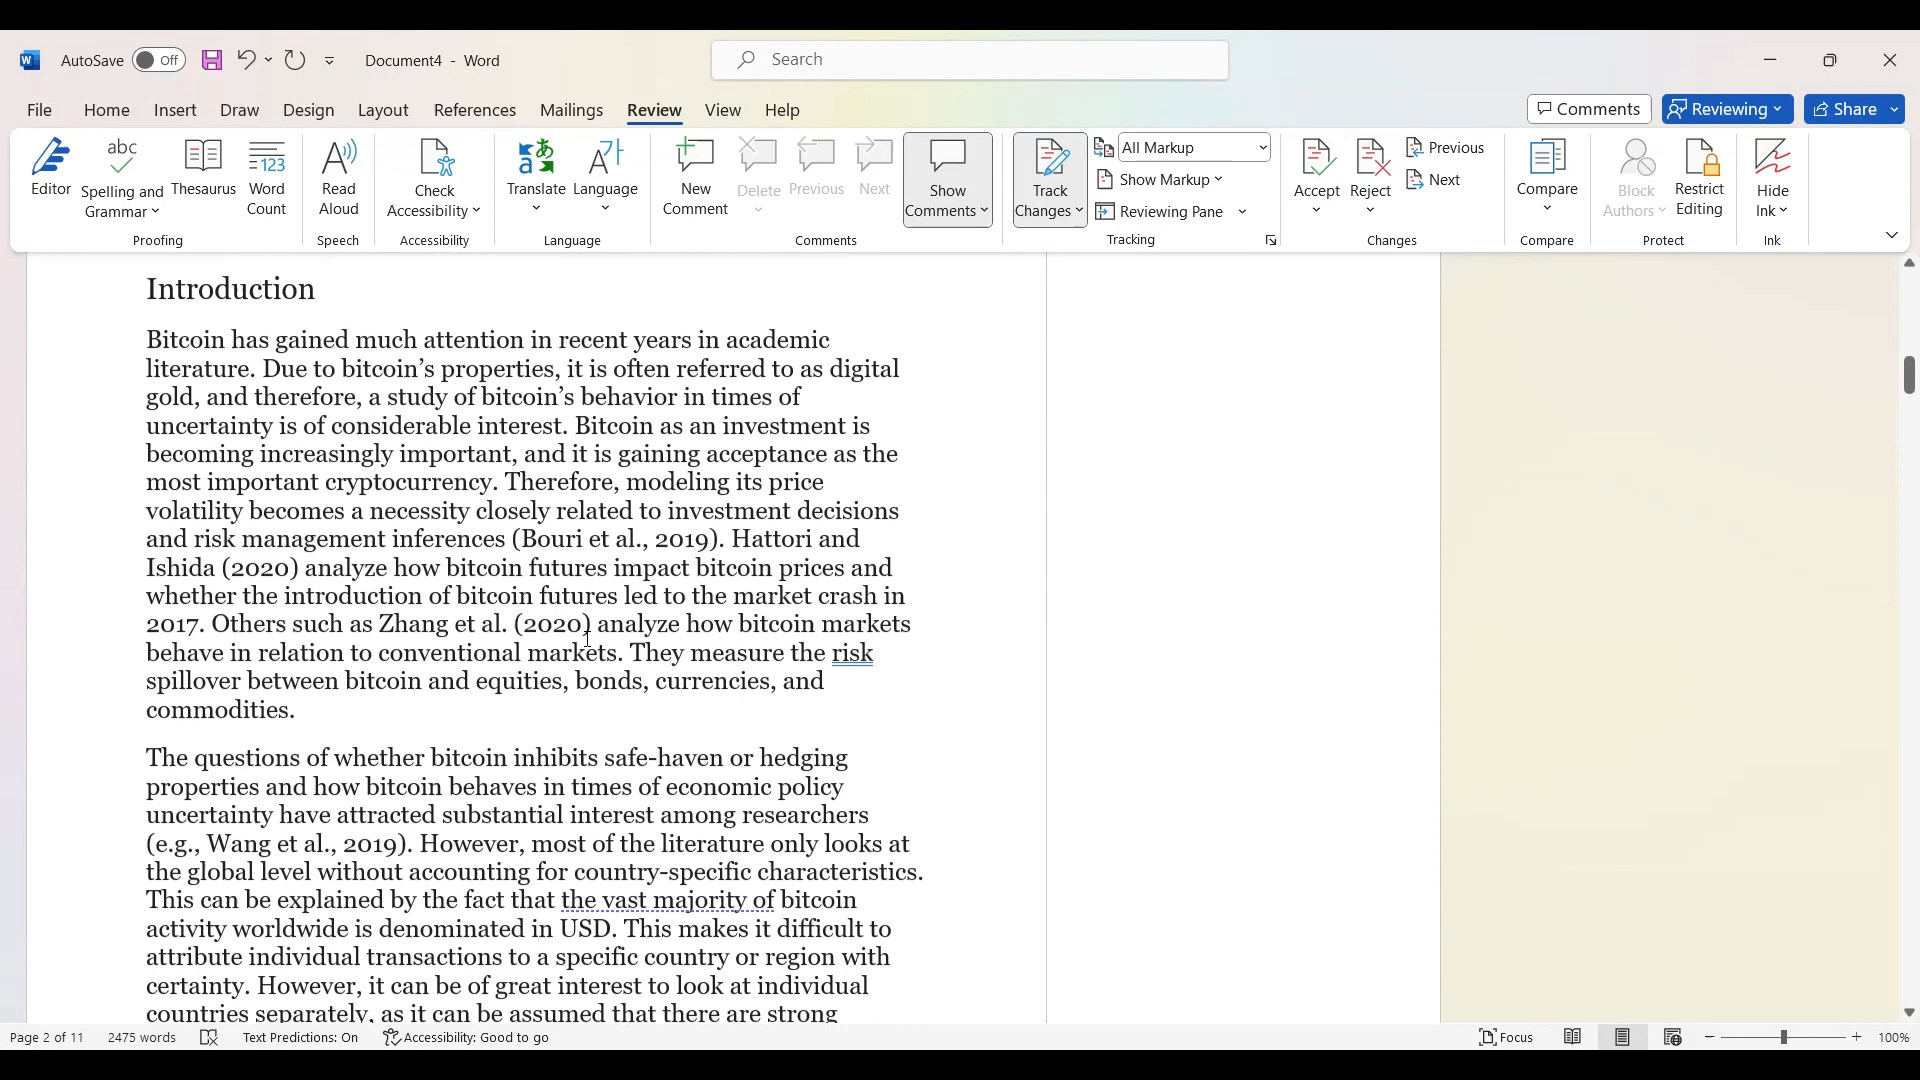 AutoSave Off Document4 - Word Search
File Home Insert Draw Design Layout References Mailings Review View Help Comments Reviewing Share
Editor
abc Spelling and Grammar
Thesaurus
123 Word Count
Proofing
Read Aloud
Speech
Check Accessibility
Accessibility
Translate
Language
Language
New Comment
Delete
Previous
Next
Show Comments
Comments
Track Changes
All Markup
Show Markup
Reviewing Pane
Tracking
Accept
Reject
Previous
Next
Changes
Compare
Compare
Block Authors
Restrict Editing
Protect
Hide Ink
Ink
Introduction
Bitcoin has gained much attention in recent years in academic
literature. Due to bitcoin’s properties, it is often referred to as digital
gold, and therefore, a study of bitcoin’s behavior in times of
uncertainty is of considerable interest. Bitcoin as an investment is
becoming increasingly important, and it is gaining acceptance as the
most important cryptocurrency. Therefore, modeling its price
volatility becomes a necessity closely related to investment decisions
and risk management inferences (Bouri et al., 2019). Hattori and
Ishida (2020) analyze how bitcoin futures impact bitcoin prices and
whether the introduction of bitcoin futures led to the market crash in
2017. Others such as Zhang et al. (2020) analyze how bitcoin markets
behave in relation to conventional markets. They measure the risk
spillover between bitcoin and equities, bonds, currencies, and
commodities.
The questions of whether bitcoin inhibits safe-haven or hedging
properties and how bitcoin behaves in times of economic policy
uncertainty have attracted substantial interest among researchers
(e.g., Wang et al., 2019). However, most of the literature only looks at
the global level without accounting for country-specific characteristics.
This can be explained by the fact that the vast majority of bitcoin
activity worldwide is denominated in USD. This makes it difficult to
attribute individual transactions to a specific country or region with
certainty. However, it can be of great interest to look at individual
countries separately, as it can be assumed that there are strong
Page 2 of 11 2475 words Text Predictions: On Accessibility: Good to go Focus 100%